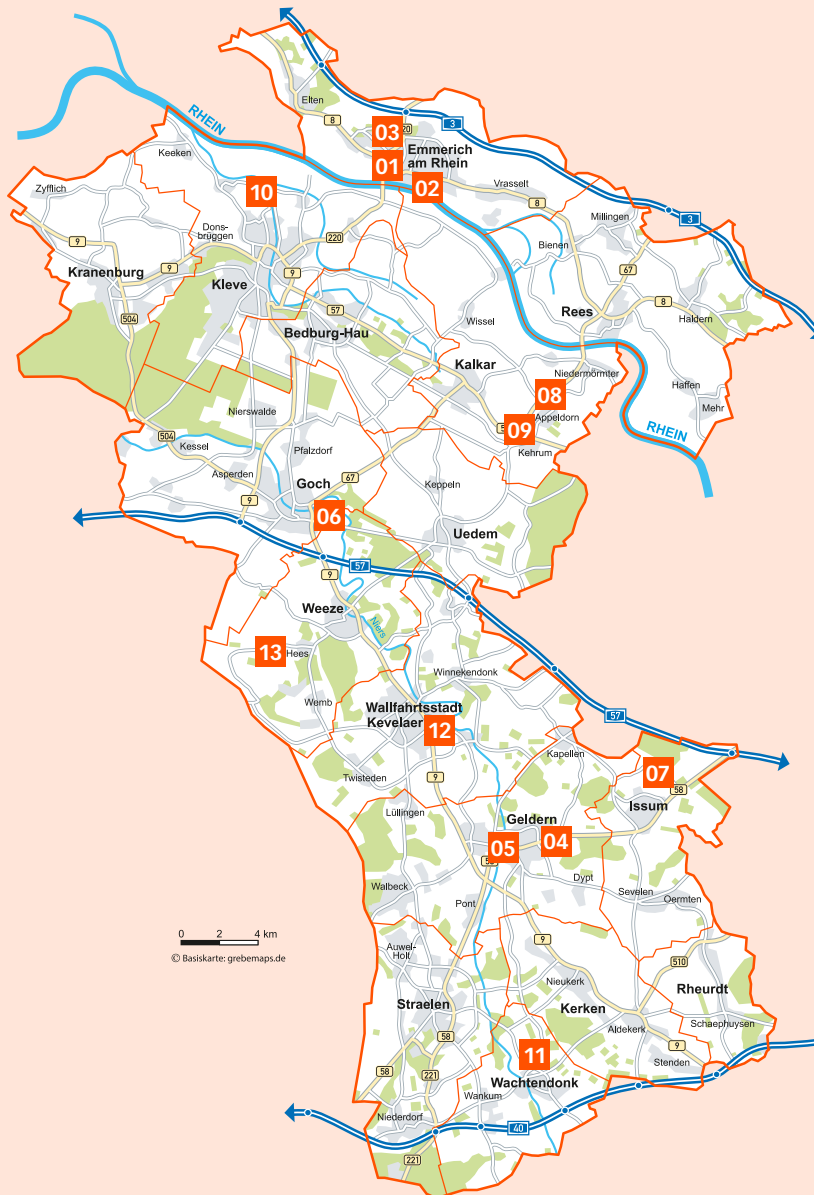 Elten
8
3
RHEIN
03
20
Emmerich
am Rhein
01
02
Keeken
Zyfflich
10
Vrasselt
8
Millingen
3
Dons-
brüggen
220
9
9
9
Bienen
67
Kranenburg
Kleve
504
57
Bedburg-Hau
Wissel
Rees
8
Haldern
Kalkar
Niedermörmter
Haffen
Mehr
08
Appeldorn
09
Kehrum
RHEIN
Nierswalde
504
Kessel
Pfalzdorf
Asperden
67
Goch
Keppeln
9
06
Uedem
57
9
Weeze
Niers
13
Hees
Winnekendonk
Wemb
Wallfahrtsstadt
Kevelaer
12
57
Kapellen
Twisteden
9
07
58
Issum
Lüllingen
Geldern
05
04
Walbeck
Dypt
Sevelen
Oermten
Pont
0 2 4 km
© Basiskarte: grebemaps.de
Auwel-
Holt
9
510
Nieukerk
Rheurdt
Straelen
Kerken
Aldekerk
Schaephuysen
58
9
Stenden
11
58
221
Wachtendonk
Wankum
Niederdorf
40
221